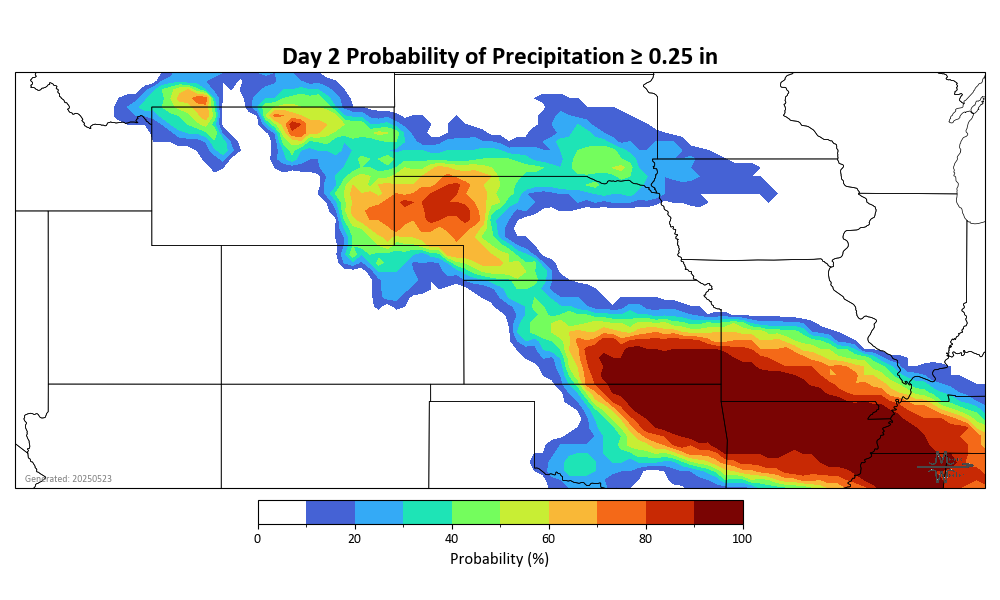 Day 2 Probability of Precipitation ≥ 0.25 in
Generated: 20250523
0 20 40 60 80 100
Probability (%)